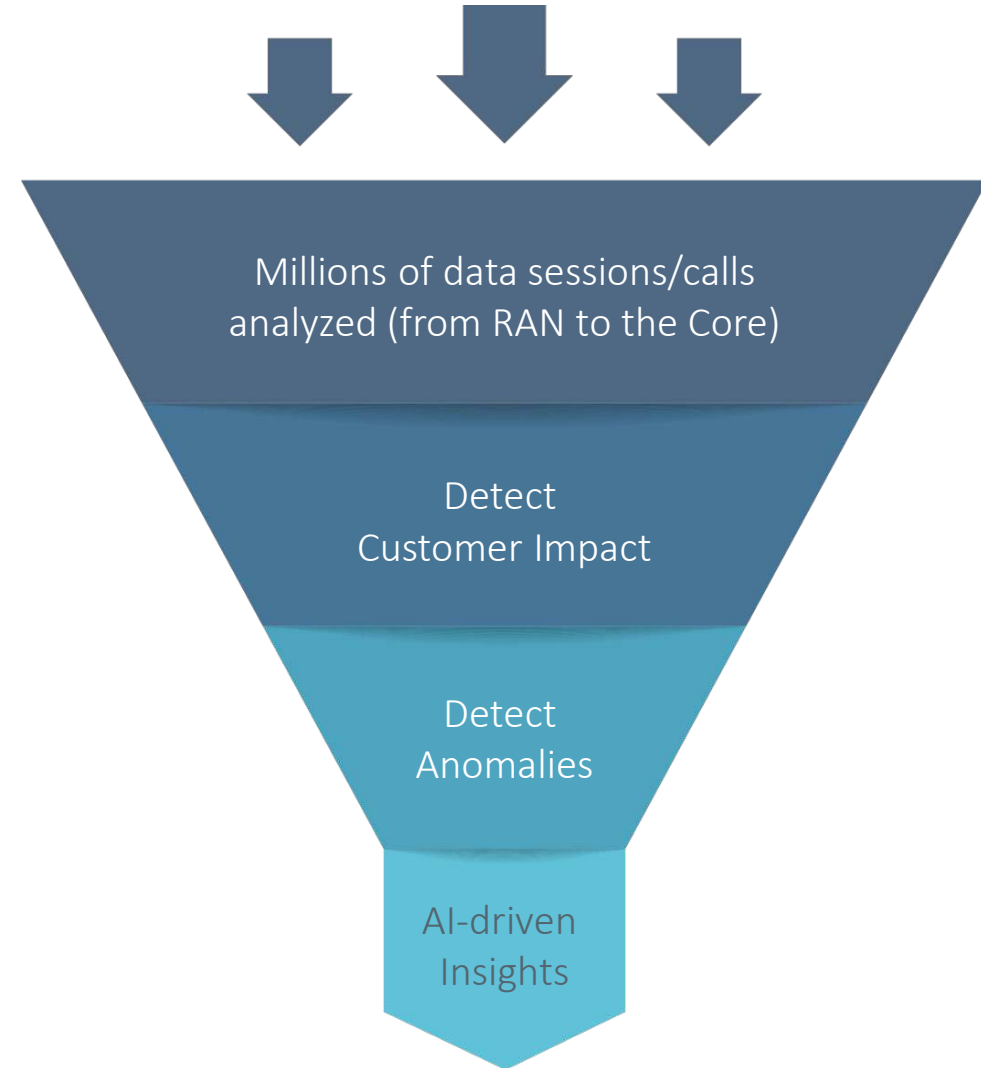 Millions of data sessions/calls
analyzed (from RAN to the Core)
Detect
Customer Impact
Detect
Anomalies
AI-driven
Insights